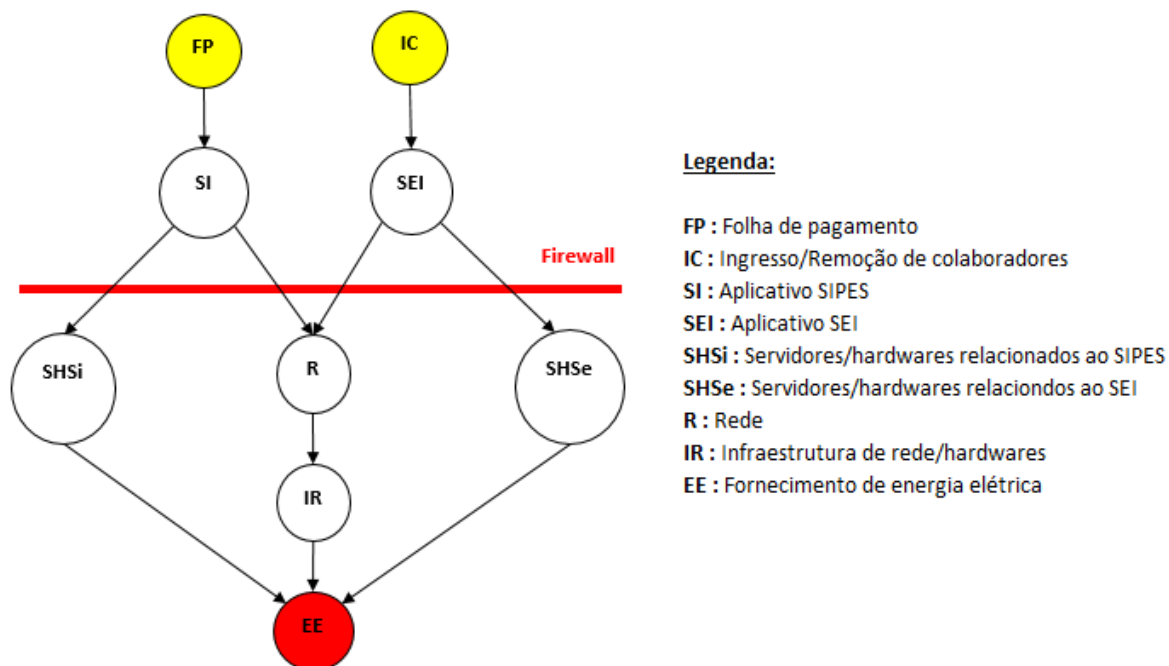 FP
IC
SI
SEI
Firewall
SHSi
R
SHSe
IR
EE
Legenda:
FP : Folha de pagamento
IC : Ingresso/Remoção de colaboradores
SI : Aplicativo SIPES
SEI : Aplicativo SEI
SHSi : Servidores/hardwares relacionados ao SIPES
SHSe : Servidores/hardwares relaciondos ao SEI
R : Rede
IR : Infraestrutura de rede/hardwares
EE : Fornecimento de energia elétrica